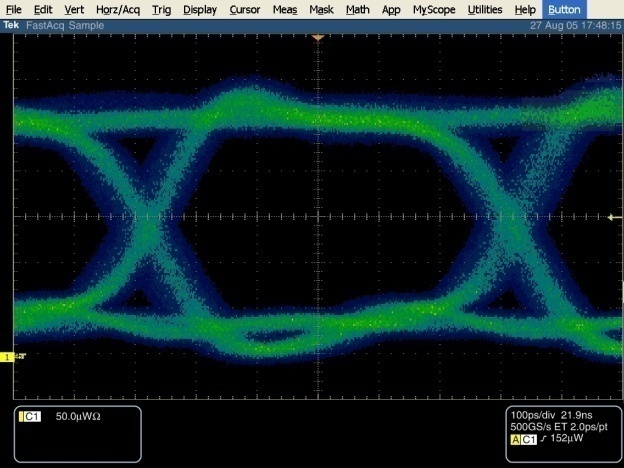 File Edit Vert Horz/Acq Trig Display Cursor Meas Mask Math App MyScope Utilities Help Button
Tek FastAcq Sample 27 Aug 05 17:48:15
1
C1 50.0µWΩ
100ps/div 21.9ns
500GS/s ET 2.0ps/pt
A C1 152µW